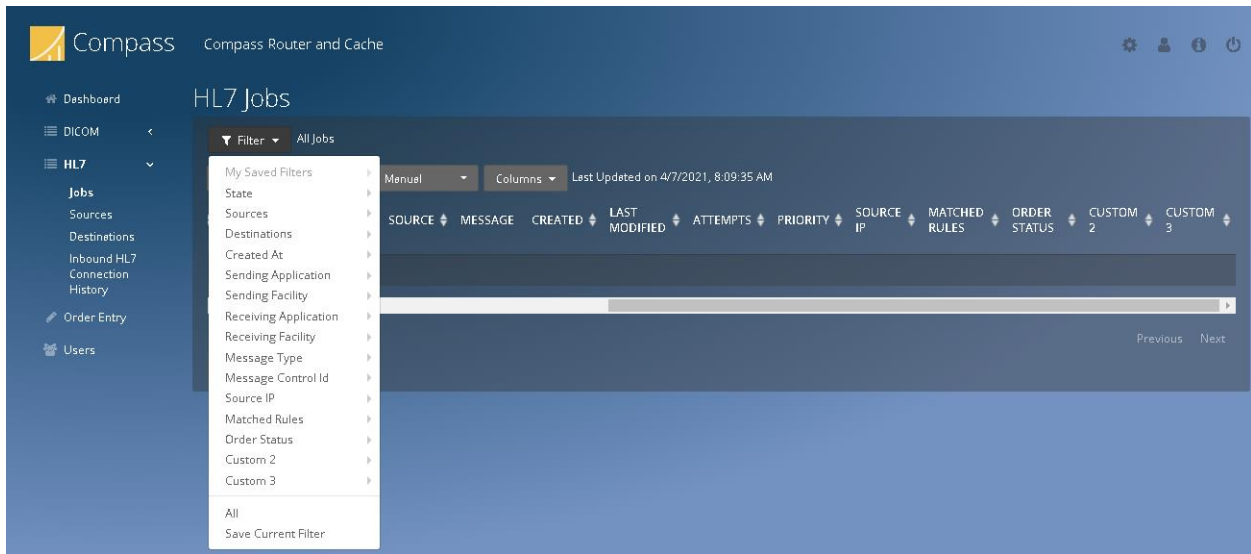 Compass
Compass Router and Cache
Dashboard
DICOM
HL7
Jobs
Sources
Destinations
Inbound HL7
Connection
History
Order Entry
Users
HL7 Jobs
Filter
All Jobs
My Saved Filters
State
Sources
Destinations
Created At
Sending Application
Sending Facility
Receiving Application
Receiving Facility
Message Type
Message Control Id
Source IP
Matched Rules
Order Status
Custom 2
Custom 3
All
Save Current Filter
Manual
Columns
Last Updated on 4/7/2021, 8:09:35 AM
SOURCE
MESSAGE
CREATED
LAST
MODIFIED
ATTEMPTS
PRIORITY
SOURCE
IP
MATCHED
RULES
ORDER
STATUS
CUSTOM
2
CUSTOM
3
Previous
Next